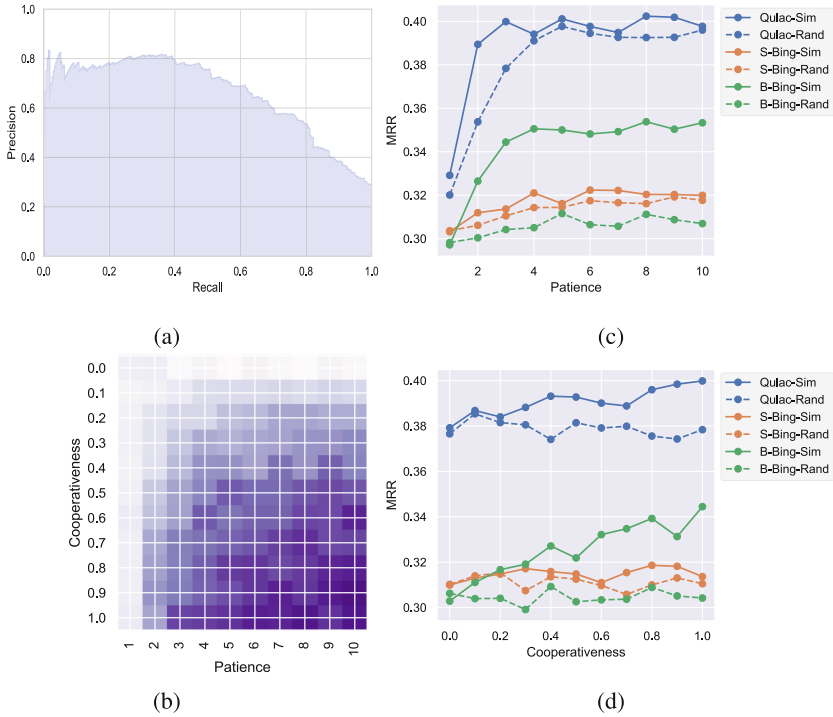 1.0
0.8
0.6
0.4
0.2
0.0
Precision
0.0 0.2 0.4 0.6 0.8 1.0
Recall
(a)
0.40
0.38
0.36
0.34
0.32
0.30
MRR
2 4 6 8 10
Patience
Qulac-Sim
Qulac-Rand
S-Bing-Sim
S-Bing-Rand
B-Bing-Sim
B-Bing-Rand
(c)
0.0
0.1
0.2
0.3
0.4
0.5
0.6
0.7
0.8
0.9
1.0
Cooperativeness
1 2 3 4 5 6 7 8 9 10
Patience
(b)
0.40
0.38
0.36
0.34
0.32
0.30
MRR
0.0 0.2 0.4 0.6 0.8 1.0
Cooperativeness
Qulac-Sim
Qulac-Rand
S-Bing-Sim
S-Bing-Rand
B-Bing-Sim
B-Bing-Rand
(d)